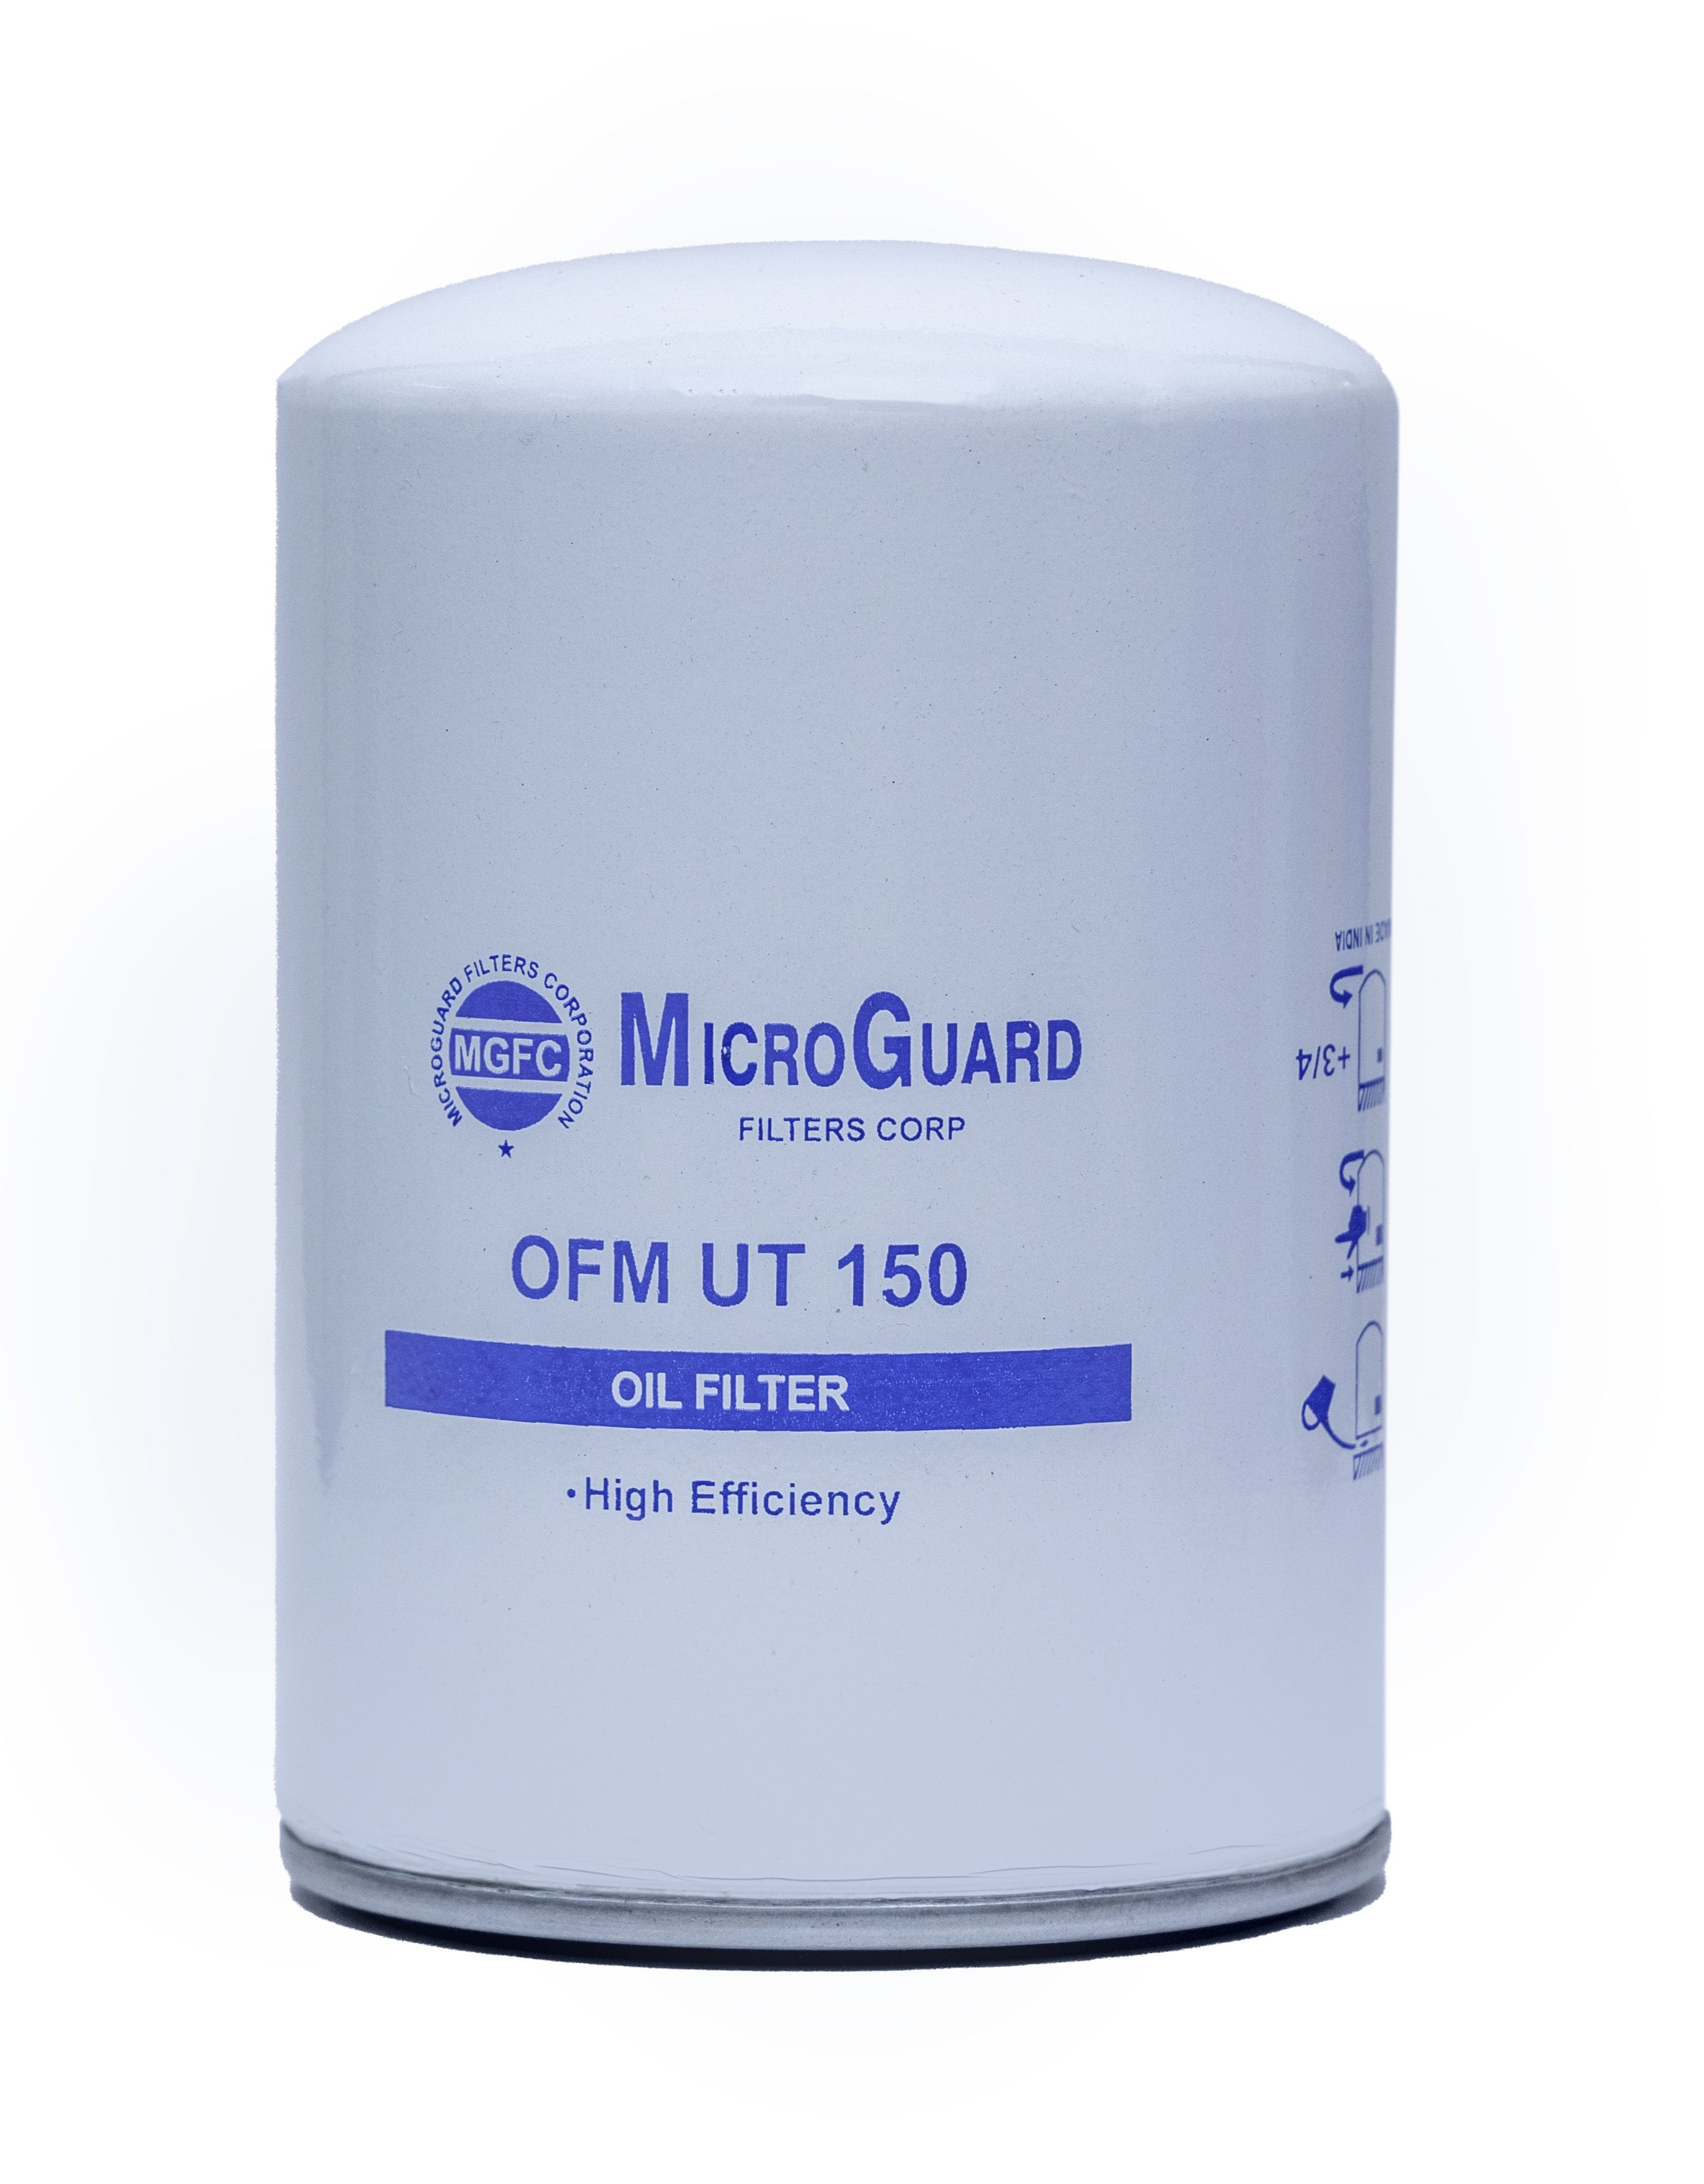 MICROGUARD FILTERS CORPORATION
MGFC
MICROGUARD
FILTERS CORP
OFM UT 150
OIL FILTER
•High Efficiency
MADE IN INDIA
+3/4